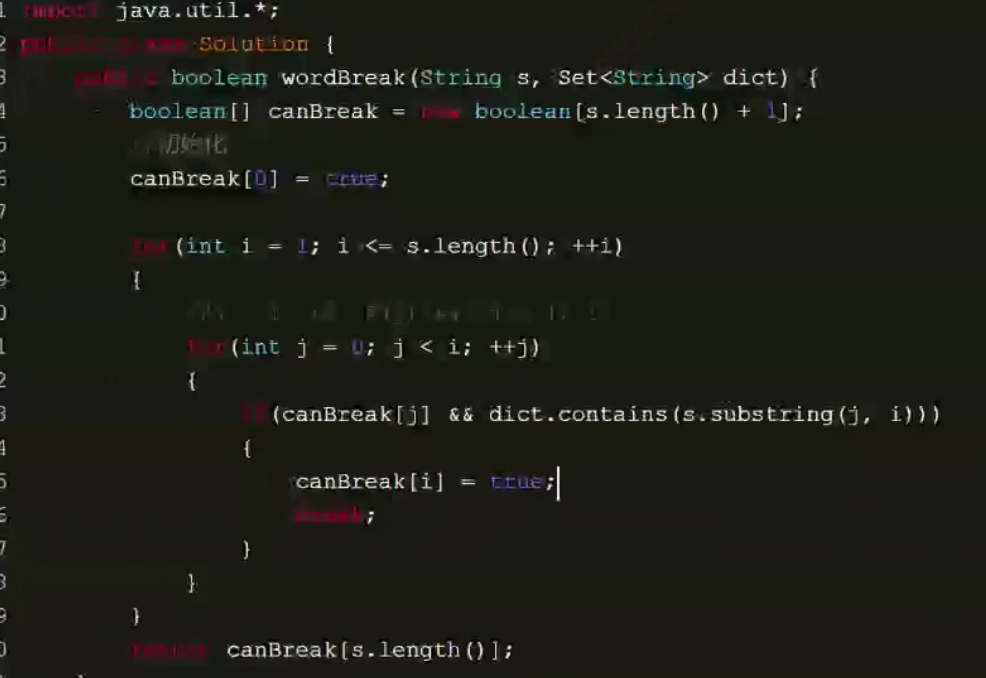 1 import java.util.*;
2 public class Solution {
3 public boolean wordBreak(String s, Set<String> dict) {
4 boolean[] canBreak = new boolean[s.length() + 1];
5 //初始化
6 canBreak[0] = true;
7
8 for(int i = 1; i <= s.length(); ++i)
9 {
0
1 for(int j = 0; j < i; ++j)
2 {
3 if(canBreak[j] && dict.contains(s.substring(j, i)))
4 {
5 canBreak[i] = true;
6 break;
7 }
8 }
9 }
0 return canBreak[s.length()];